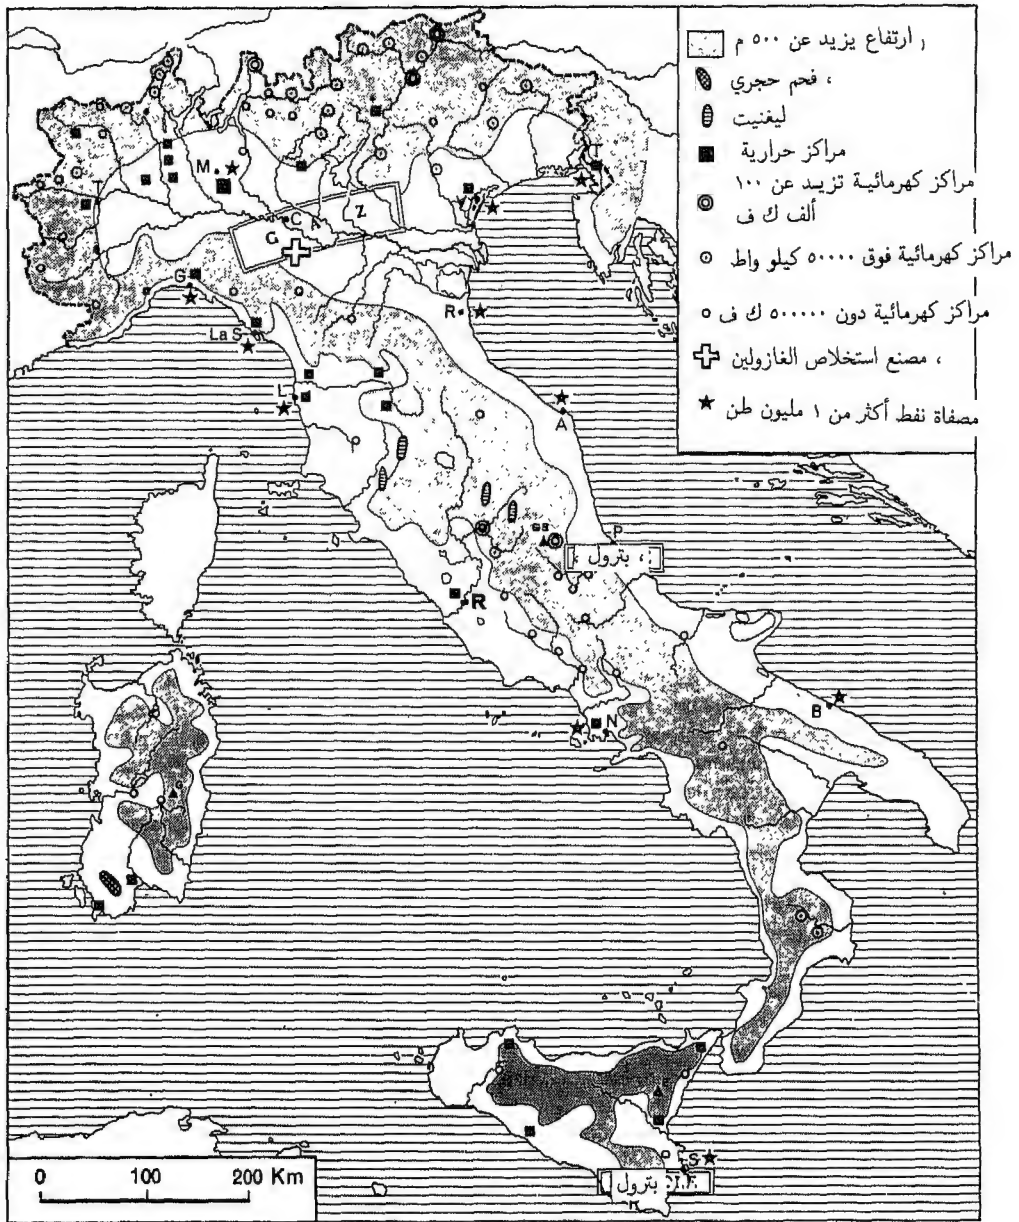 ارتفاع يزيد عن ٥٠٠ م
، فحم حجري
ليغنيت
مراكز حرارية
مراكز كهرمائية تزيد عن ١٠٠
ألف ك ف
مراكز كهرمائية فوق ٥٠٠٠٠ كيلو واط
مراكز كهرمائية دون ٥٠٠٠٠٠ ك ف
، مصنع استخلاص الغازولين
مصفاة نفط أكثر من ١ مليون طن
M
T
T
V
C
G A Z
G
R
La S
L
A
P
بترول
R
B
N
S
بترول
0 100 200 Km